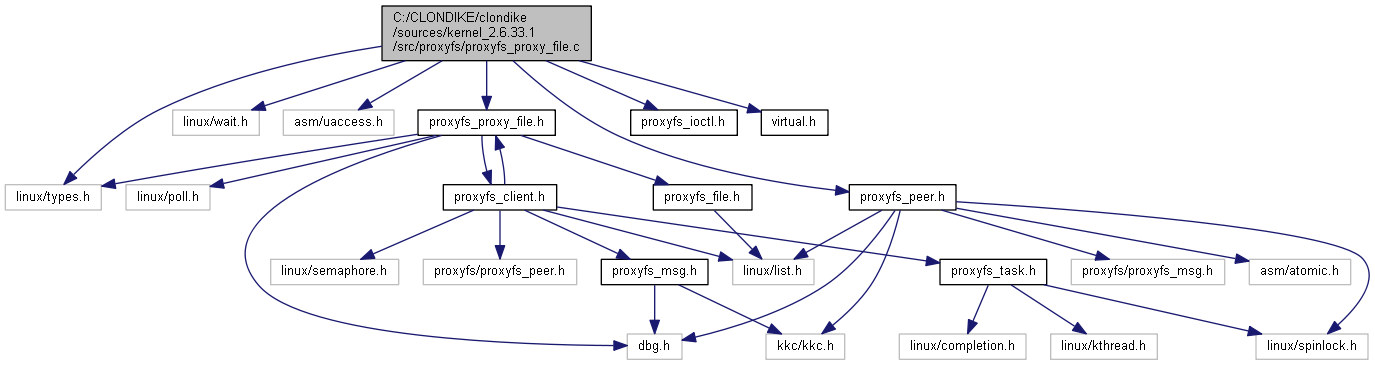 C:/CLONDIKE/clondike
/sources/kernel_2.6.33.1
/src/proxyfs/proxyfs_proxy_file.c
linux/wait.h
asm/uaccess.h
proxyfs_proxy_file.h
proxyfs_ioctl.h
virtual.h
linux/types.h
linux/poll.h
proxyfs_client.h
proxyfs_file.h
proxyfs_peer.h
linux/semaphore.h
proxyfs/proxyfs_peer.h
proxyfs_msg.h
linux/list.h
proxyfs_task.h
proxyfs/proxyfs_msg.h
asm/atomic.h
dbg.h
kkc/kkc.h
linux/completion.h
linux/kthread.h
linux/spinlock.h